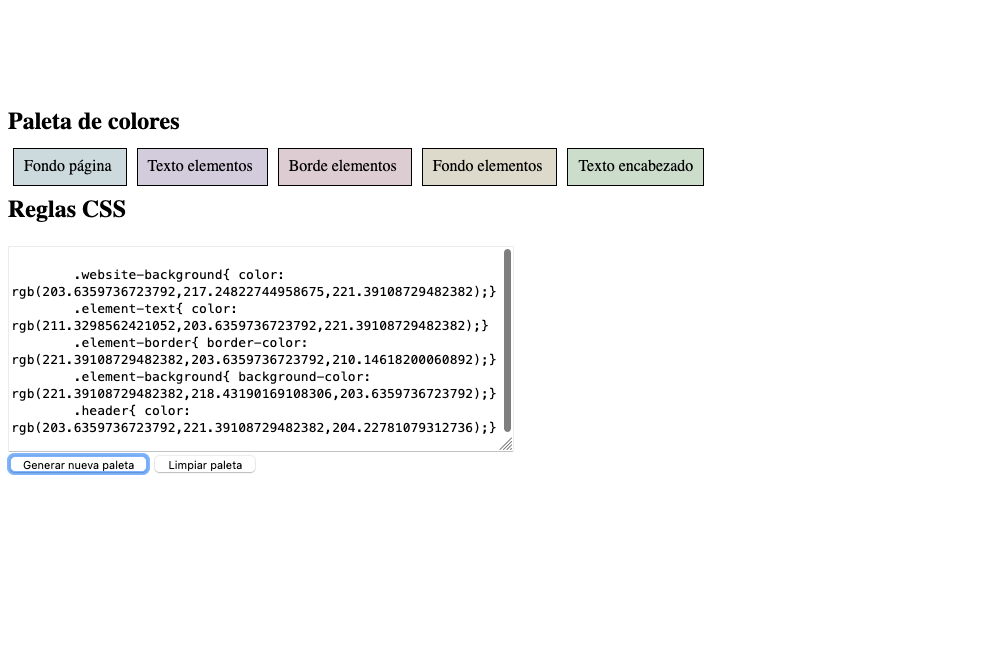 Paleta de colores
Fondo página Texto elementos Borde elementos Fondo elementos Texto encabezado
Reglas CSS
.website-background{ color:
rgb(203.6359736723792,217.24822744958675,221.39108729482382);}
.element-text{ color:
rgb(211.3298562421052,203.6359736723792,221.39108729482382);}
.element-border{ border-color:
rgb(221.39108729482382,203.6359736723792,210.14618200060892);}
.element-background{ background-color:
rgb(221.39108729482382,218.43190169108306,203.6359736723792);}
.header{ color:
rgb(203.6359736723792,221.39108729482382,204.22781079312736);}
Generar nueva paleta Limpiar paleta